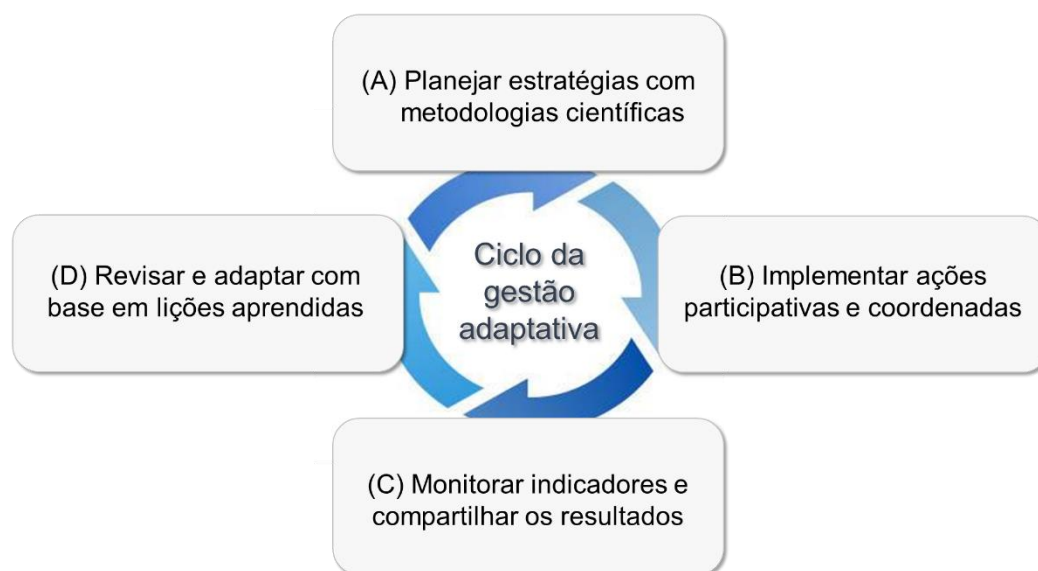 (A) Planejar estratégias com
metodologias científicas
(D) Revisar e adaptar com
base em lições aprendidas
Ciclo da
gestão
adaptativa
(B) Implementar ações
participativas e coordenadas
(C) Monitorar indicadores e
compartilhar os resultados